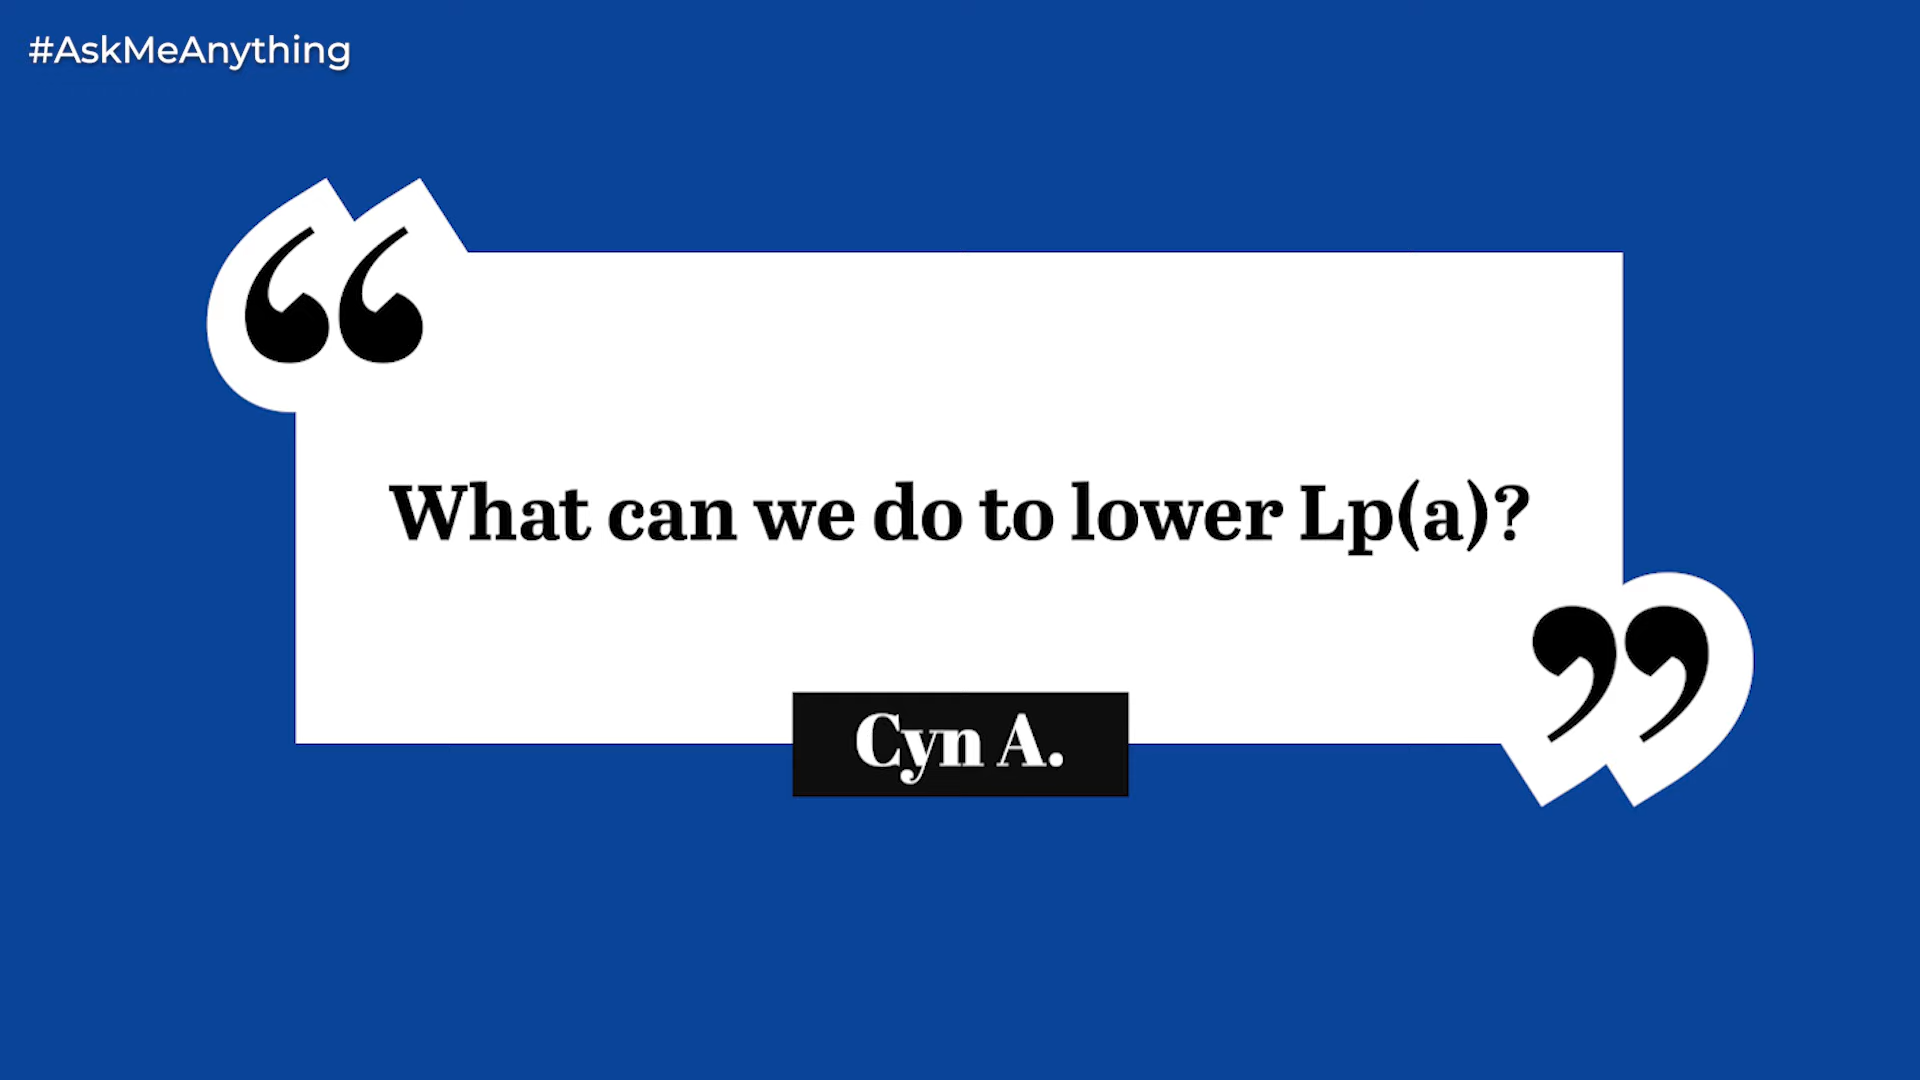 #AskMeAnything
“
What can we do to lower Lp(a)?
”
Cyn A.